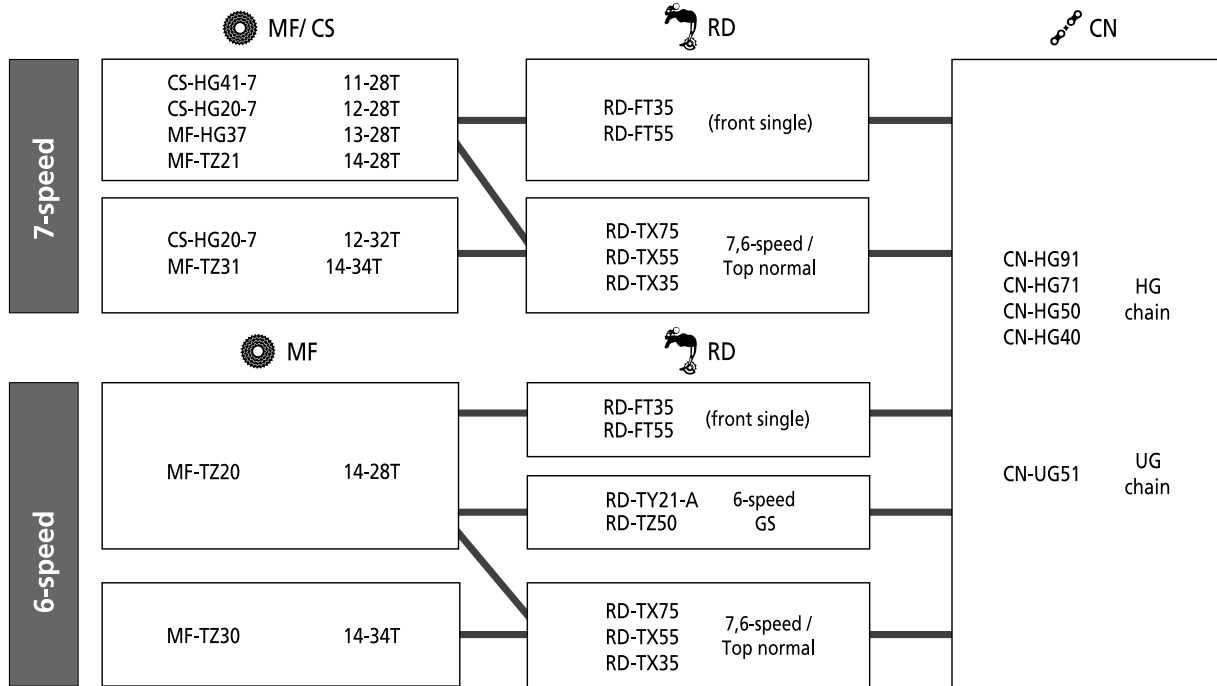 MF/ CS
RD
CN
7-speed
CS-HG41-7 11-28T
CS-HG20-7 12-28T
MF-HG37 13-28T
MF-TZ21 14-28T
RD-FT35
RD-FT55
(front single)
CS-HG20-7 12-32T
MF-TZ31 14-34T
RD-TX75
RD-TX55
RD-TX35
7,6-speed /
Top normal
CN-HG91
CN-HG71
CN-HG50
CN-HG40
HG
chain
MF
RD
6-speed
MF-TZ20 14-28T
RD-FT35
RD-FT55
(front single)
RD-TY21-A 6-speed
RD-TZ50 GS
CN-UG51
UG
chain
MF-TZ30 14-34T
RD-TX75
RD-TX55
RD-TX35
7,6-speed /
Top normal